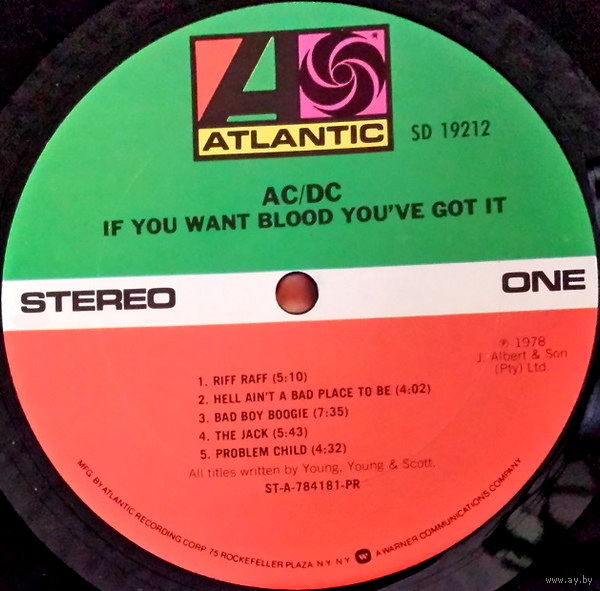 ATLANTIC
SD 19212
AC/DC
IF YOU WANT BLOOD YOU'VE GOT IT
STEREO
ONE
℗ 1978
J. Albert & Son
(Pty) Ltd.
1. RIFF RAFF (5:10)
2. HELL AIN'T A BAD PLACE TO BE (4:02)
3. BAD BOY BOOGIE (7:35)
4. THE JACK (5:43)
5. PROBLEM CHILD (4:32)
All titles written by Young, Young & Scott.
ST-A-784181-PR
MFG BY ATLANTIC RECORDING CORP 75 ROCKEFELLER PLAZA N Y N Y W A WARNER COMMUNICATIONS COMPANY
www.ay.by